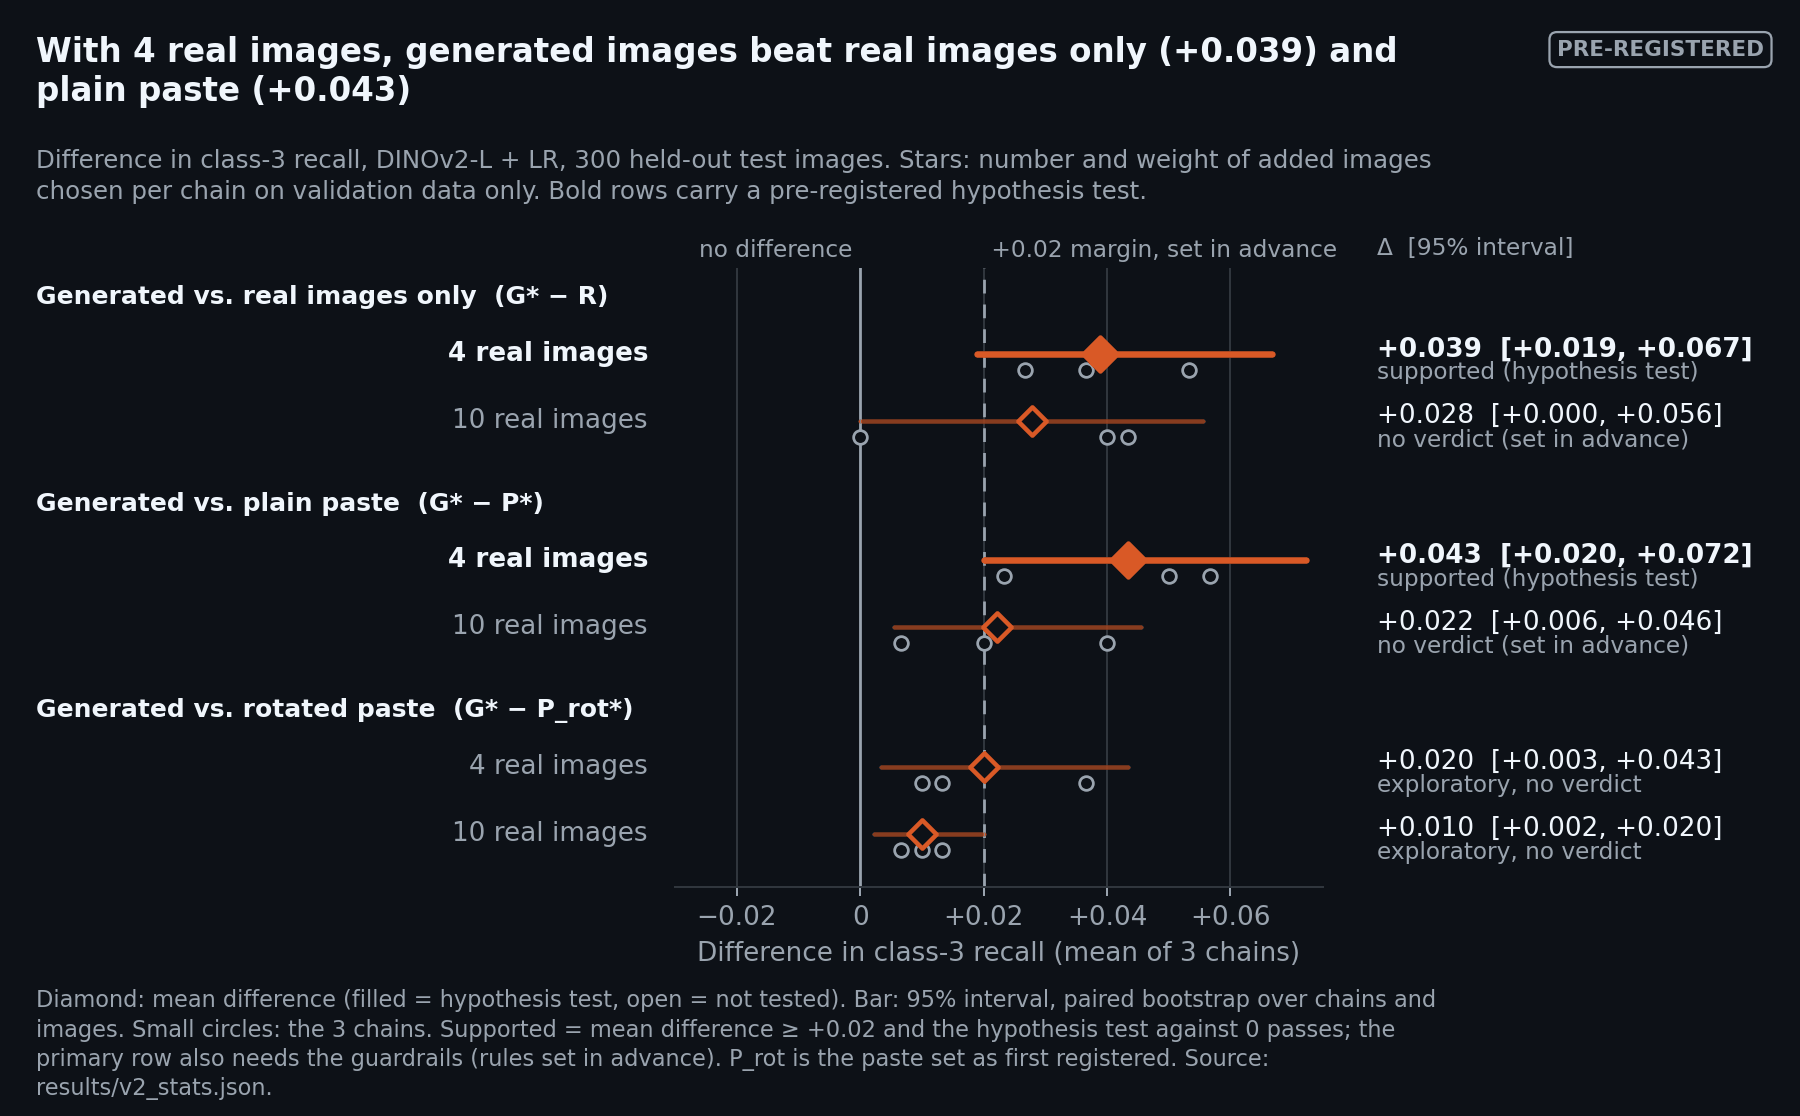 With 4 real images, generated images beat real images only (+0.039) and
plain paste (+0.043)
PRE-REGISTERED
Difference in class-3 recall, DINOv2-L + LR, 300 held-out test images. Stars: number and weight of added images
chosen per chain on validation data only. Bold rows carry a pre-registered hypothesis test.
no difference
+0.02 margin, set in advance
Δ [95% interval]
Generated vs. real images only (G* − R)
4 real images
+0.039 [+0.019, +0.067]
supported (hypothesis test)
10 real images
+0.028 [+0.000, +0.056]
no verdict (set in advance)
Generated vs. plain paste (G* − P*)
4 real images
+0.043 [+0.020, +0.072]
supported (hypothesis test)
10 real images
+0.022 [+0.006, +0.046]
no verdict (set in advance)
Generated vs. rotated paste (G* − P_rot*)
4 real images
+0.020 [+0.003, +0.043]
exploratory, no verdict
10 real images
+0.010 [+0.002, +0.020]
exploratory, no verdict
−0.02 0 +0.02 +0.04 +0.06
Difference in class-3 recall (mean of 3 chains)
Diamond: mean difference (filled = hypothesis test, open = not tested). Bar: 95% interval, paired bootstrap over chains and
images. Small circles: the 3 chains. Supported = mean difference ≥ +0.02 and the hypothesis test against 0 passes; the
primary row also needs the guardrails (rules set in advance). P_rot is the paste set as first registered. Source:
results/v2_stats.json.